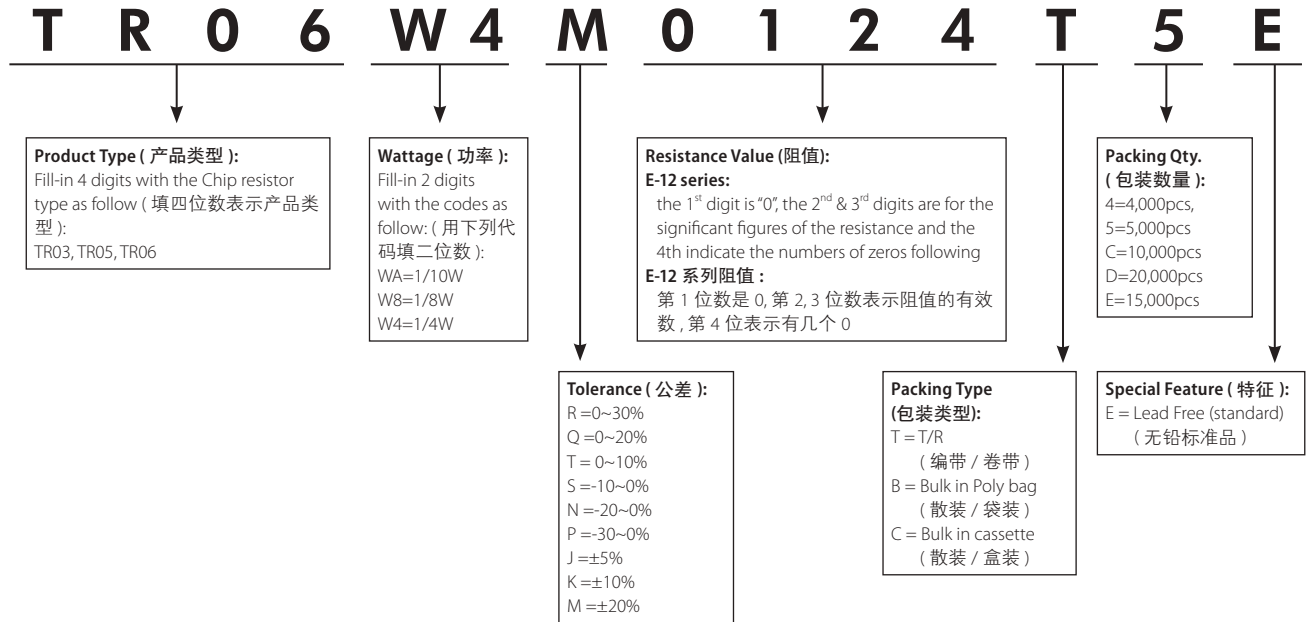 T R 0 6 W 4 M 0 1 2 4 T 5 E
Product Type ( 产品类型 ):
Fill-in 4 digits with the Chip resistor
type as follow ( 填四位数表示产品类
型 ):
TR03, TR05, TR06
Wattage ( 功率 ):
Fill-in 2 digits
with the codes as
follow: ( 用下列代
码填二位数 ):
WA=1/10W
W8=1/8W
W4=1/4W
Resistance Value (阻值):
E-12 series:
the 1st digit is "0", the 2nd & 3rd digits are for the
significant figures of the resistance and the
4th indicate the numbers of zeros following
E-12 系列阻值 :
第 1 位数是 0, 第 2, 3 位数表示阻值的有效
数 , 第 4 位表示有几个 0
Packing Qty.
( 包装数量 ):
4=4,000pcs,
5=5,000pcs
C=10,000pcs
D=20,000pcs
E=15,000pcs
Tolerance ( 公差 ):
R =0~30%
Q =0~20%
T = 0~10%
S =-10~0%
N =-20~0%
P =-30~0%
J =±5%
K =±10%
M =±20%
Packing Type
(包装类型):
T = T/R
( 编带 / 卷带 )
B = Bulk in Poly bag
( 散装 / 袋装 )
C = Bulk in cassette
( 散装 / 盒装 )
Special Feature ( 特征 ):
E = Lead Free (standard)
( 无铅标准品 )